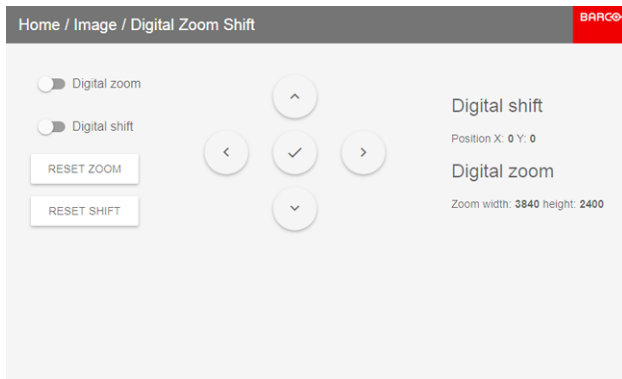 Home / Image / Digital Zoom Shift
BARCO
Digital zoom
Digital shift
RESET ZOOM
RESET SHIFT
Digital shift
Position X: 0 Y: 0
Digital zoom
Zoom width: 3840 height: 2400